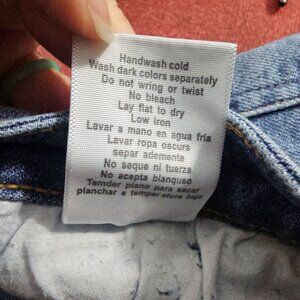 Handwash cold
Wash dark colors separately
Do not wring or twist
No bleach
Lay flat to dry
Low iron
Lavar a mano en agua fria
Lavar ropa oscurs
separ ademente
No seque ni tuerza
No acepta blanqueo
Tender plano para secar
planchar a temperatura baja